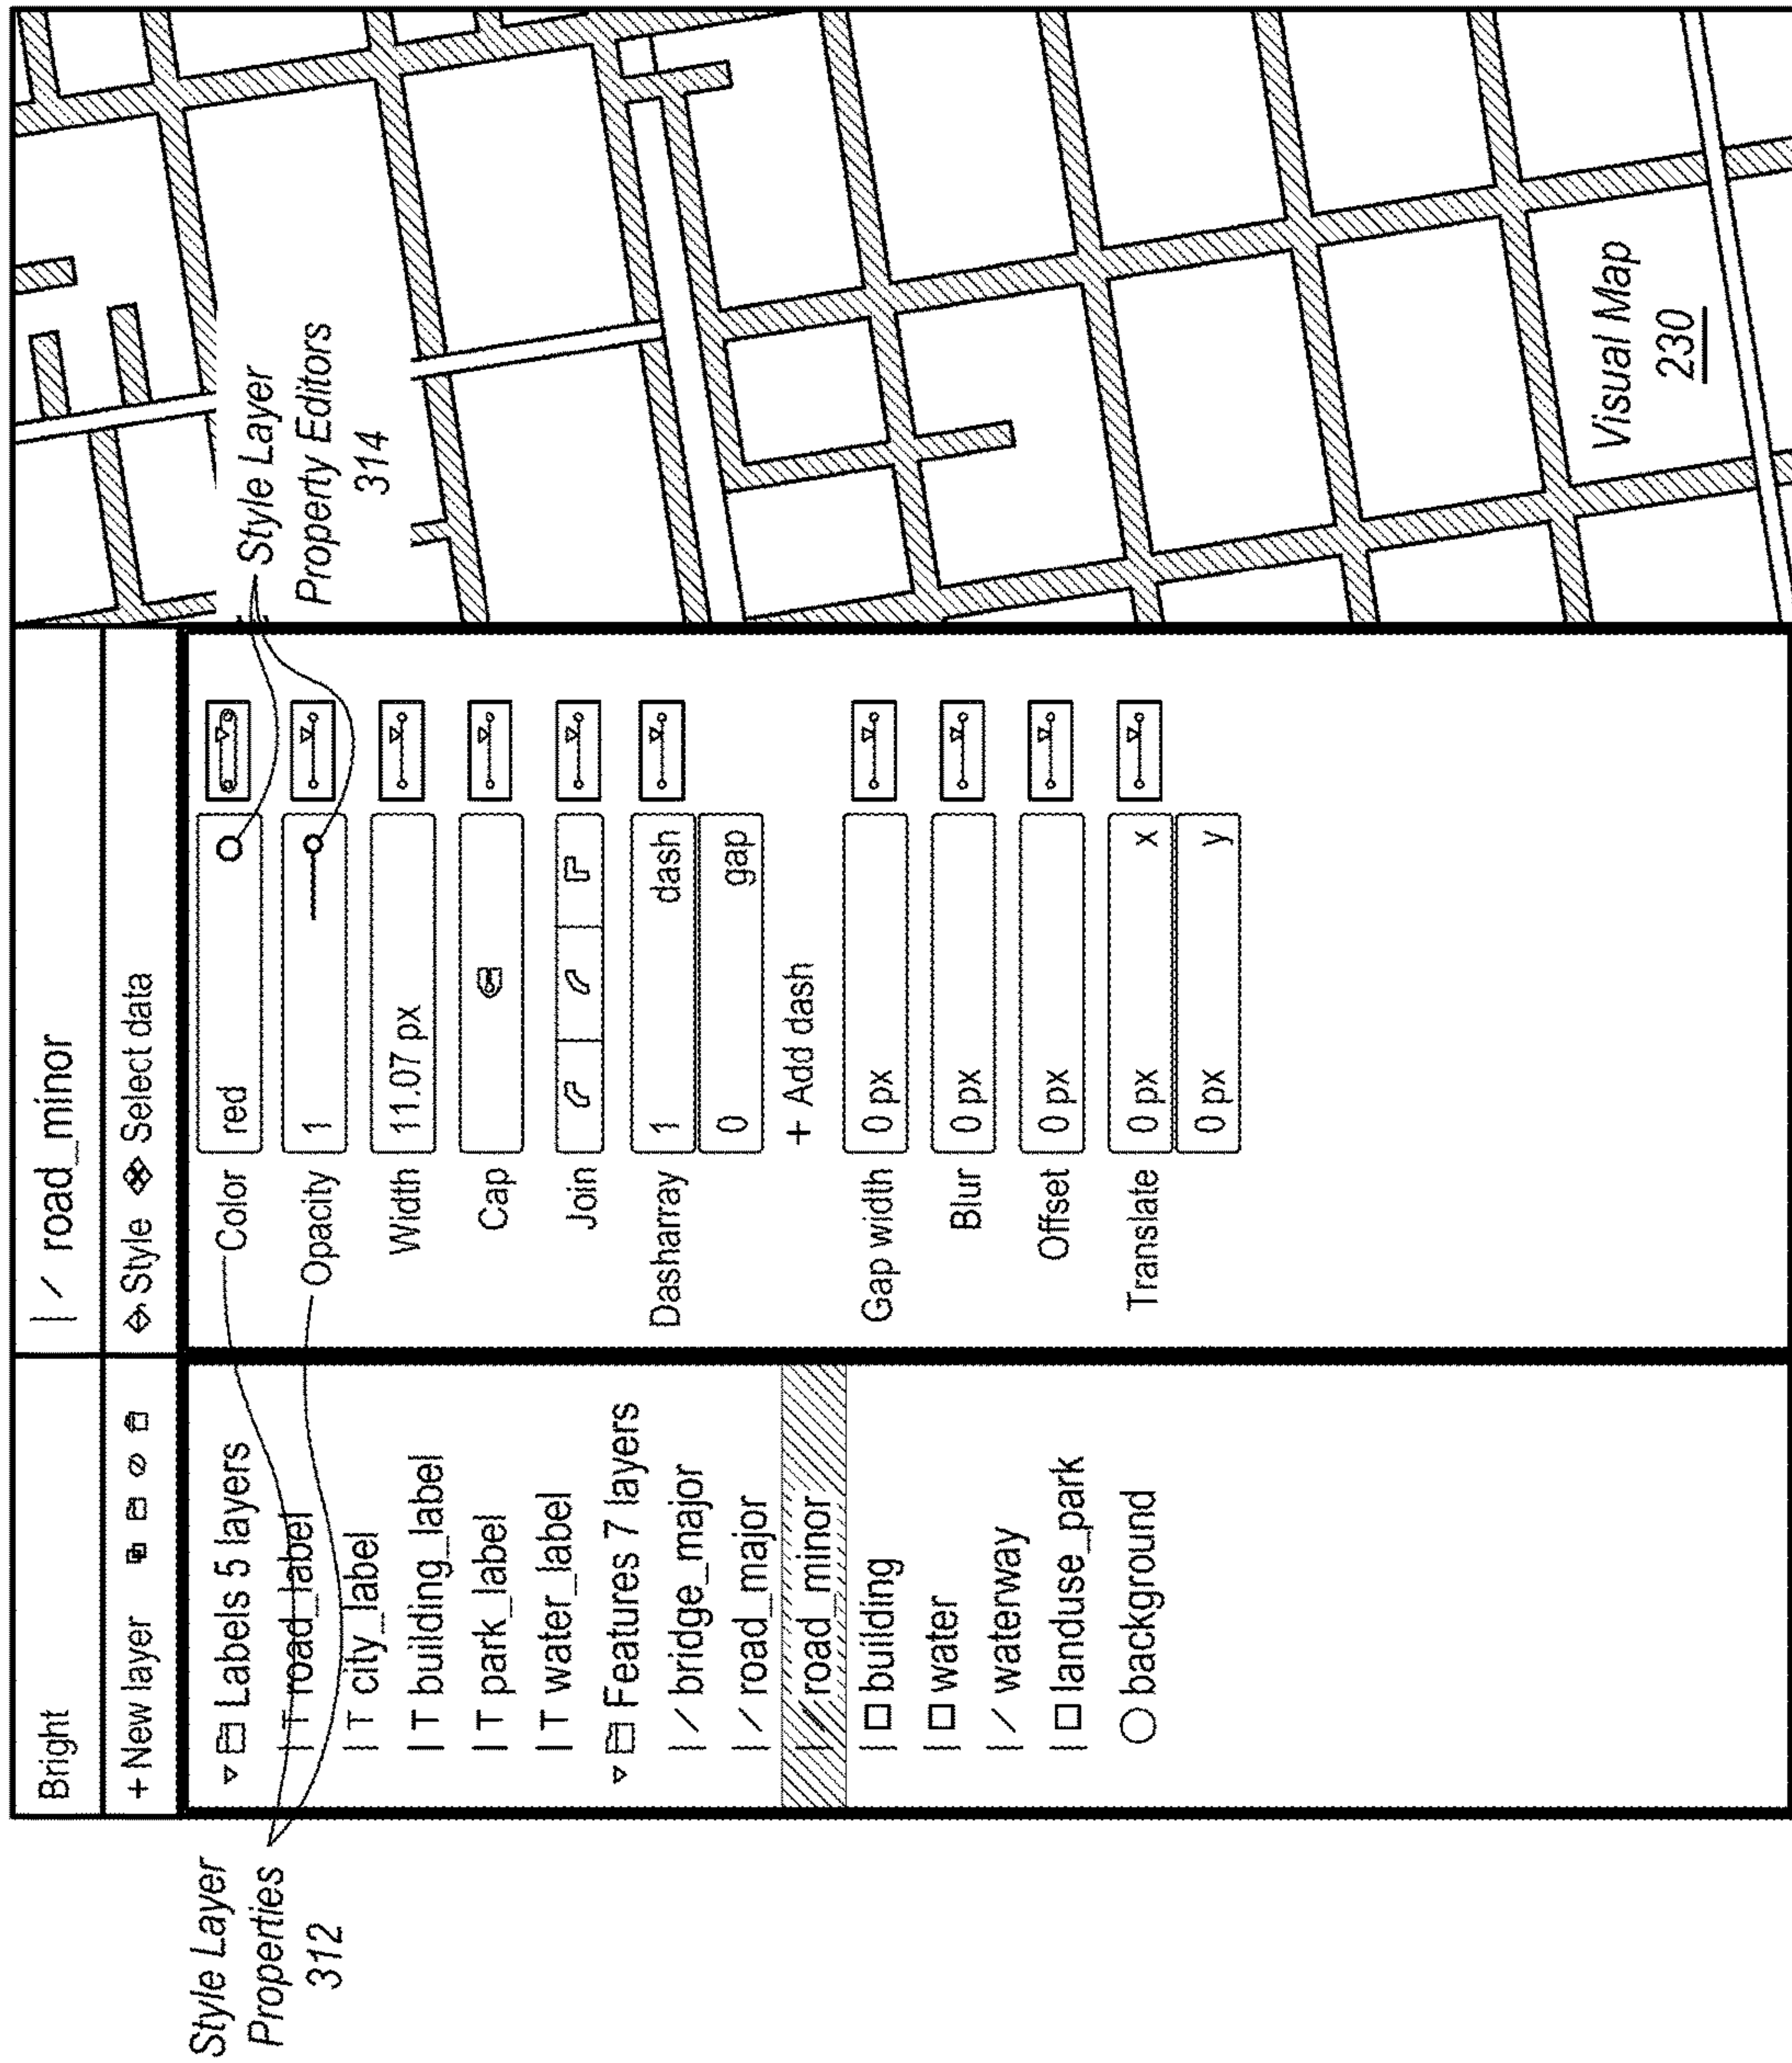 Bright
+ New layer
Labels 5 layers
T road_label
T city_label
T building_label
T park_label
T water_label
Features 7 layers
bridge_major
road_major
road_minor
building
water
waterway
landuse_park
background
road_minor
Style Select data
Color red
Opacity 1
Width 11.07 px
Cap
Join
Dasharray 1 dash
0 gap
+ Add dash
Gap width 0 px
Blur 0 px
Offset 0 px
Translate 0 px x
0 px y
Style Layer
Properties
312
Style Layer
Property Editors
314
Visual Map
230